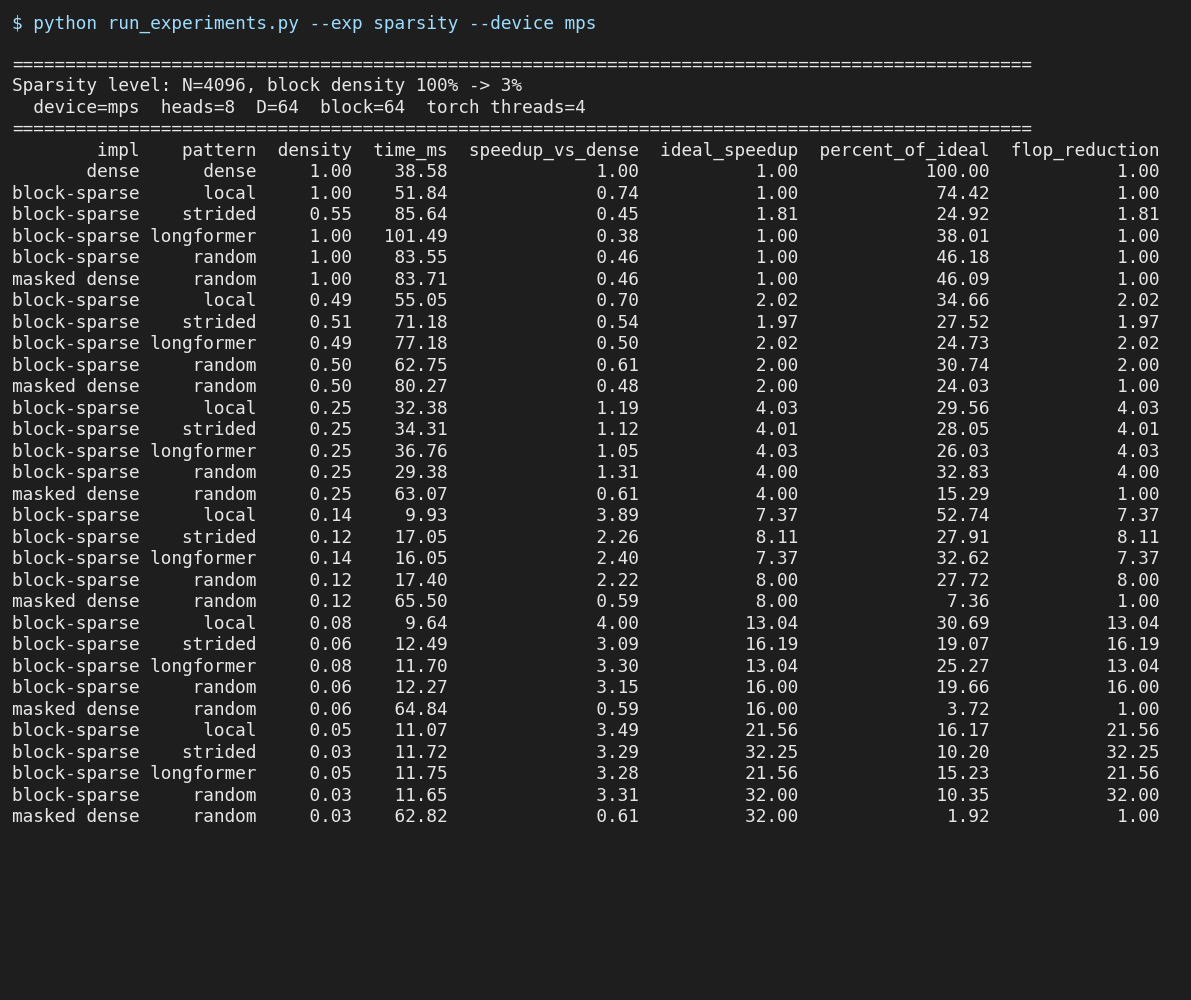 $ python run_experiments.py --exp sparsity --device mps
================================================================================================
Sparsity level: N=4096, block density 100% -> 3%
  device=mps  heads=8  D=64  block=64  torch threads=4
================================================================================================
        impl    pattern  density  time_ms  speedup_vs_dense  ideal_speedup  percent_of_ideal  flop_reduction
       dense      dense     1.00    38.58              1.00           1.00            100.00            1.00
block-sparse      local     1.00    51.84              0.74           1.00             74.42            1.00
block-sparse    strided     0.55    85.64              0.45           1.81             24.92            1.81
block-sparse longformer     1.00   101.49              0.38           1.00             38.01            1.00
block-sparse     random     1.00    83.55              0.46           1.00             46.18            1.00
masked dense     random     1.00    83.71              0.46           1.00             46.09            1.00
block-sparse      local     0.49    55.05              0.70           2.02             34.66            2.02
block-sparse    strided     0.51    71.18              0.54           1.97             27.52            1.97
block-sparse longformer     0.49    77.18              0.50           2.02             24.73            2.02
block-sparse     random     0.50    62.75              0.61           2.00             30.74            2.00
masked dense     random     0.50    80.27              0.48           2.00             24.03            1.00
block-sparse      local     0.25    32.38              1.19           4.03             29.56            4.03
block-sparse    strided     0.25    34.31              1.12           4.01             28.05            4.01
block-sparse longformer     0.25    36.76              1.05           4.03             26.03            4.03
block-sparse     random     0.25    29.38              1.31           4.00             32.83            4.00
masked dense     random     0.25    63.07              0.61           4.00             15.29            1.00
block-sparse      local     0.14     9.93              3.89           7.37             52.74            7.37
block-sparse    strided     0.12    17.05              2.26           8.11             27.91            8.11
block-sparse longformer     0.14    16.05              2.40           7.37             32.62            7.37
block-sparse     random     0.12    17.40              2.22           8.00             27.72            8.00
masked dense     random     0.12    65.50              0.59           8.00              7.36            1.00
block-sparse      local     0.08     9.64              4.00          13.04             30.69           13.04
block-sparse    strided     0.06    12.49              3.09          16.19             19.07           16.19
block-sparse longformer     0.08    11.70              3.30          13.04             25.27           13.04
block-sparse     random     0.06    12.27              3.15          16.00             19.66           16.00
masked dense     random     0.06    64.84              0.59          16.00              3.72            1.00
block-sparse      local     0.05    11.07              3.49          21.56             16.17           21.56
block-sparse    strided     0.03    11.72              3.29          32.25             10.20           32.25
block-sparse longformer     0.05    11.75              3.28          21.56             15.23           21.56
block-sparse     random     0.03    11.65              3.31          32.00             10.35           32.00
masked dense     random     0.03    62.82              0.61          32.00              1.92            1.00